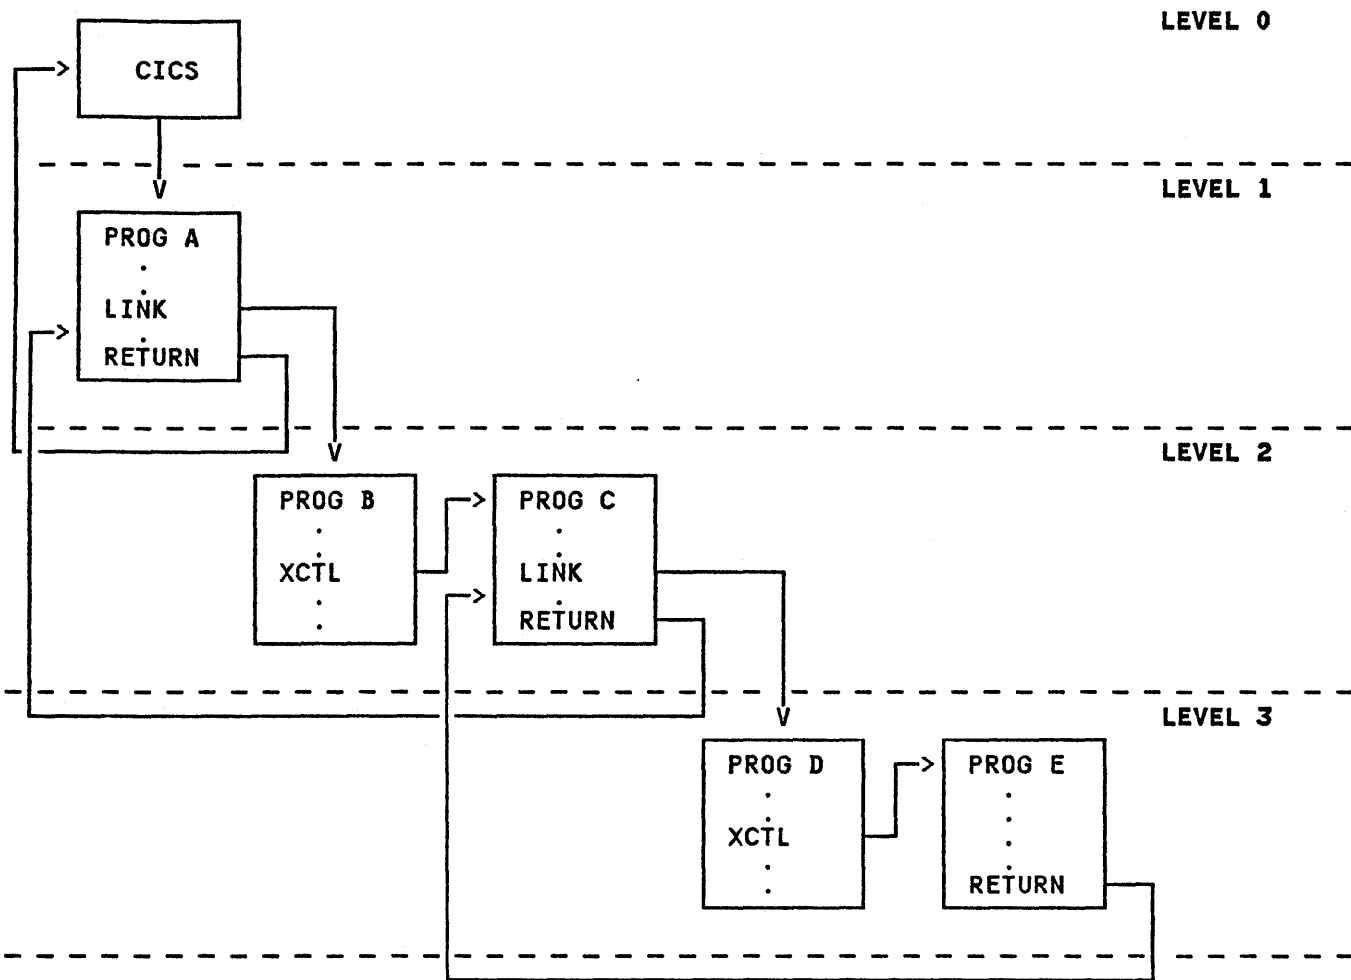 LEVEL 0
CICS
LEVEL 1
PROG A
LINK
RETURN
LEVEL 2
PROG B
XCTL
PROG C
LINK
RETURN
LEVEL 3
PROG D
XCTL
PROG E
RETURN